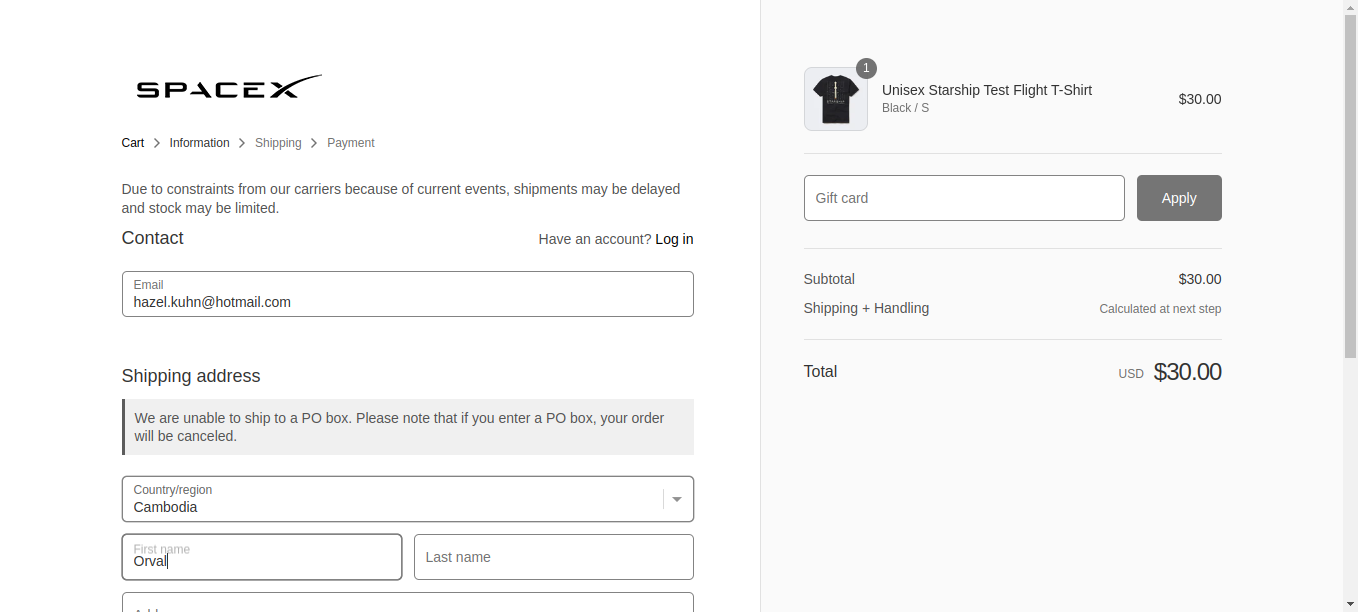 SPACEX
Cart > Information > Shipping > Payment
Due to constraints from our carriers because of current events, shipments may be delayed
and stock may be limited.
Contact
Have an account? Log in
Email
hazel.kuhn@hotmail.com
Shipping address
We are unable to ship to a PO box. Please note that if you enter a PO box, your order
will be canceled.
Country/region
Cambodia
First name
Orval
Last name
1
Unisex Starship Test Flight T-Shirt
Black / S
$30.00
Gift card
Apply
Subtotal
$30.00
Shipping + Handling
Calculated at next step
Total
USD $30.00